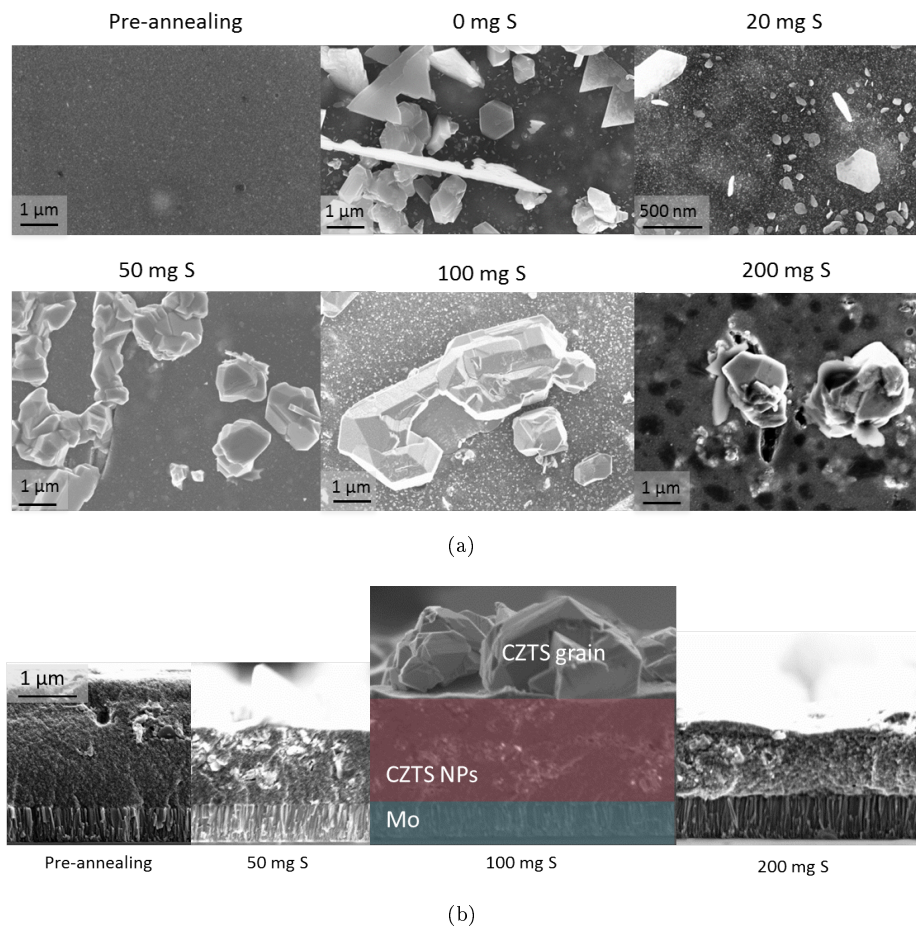 Pre-annealing
0 mg S
20 mg S
1 µm
1 µm
500 nm
50 mg S
100 mg S
200 mg S
1 µm
1 µm
1 µm
(a)
1 µm
CZTS grain
CZTS NPs
Mo
Pre-annealing
50 mg S
100 mg S
200 mg S
(b)